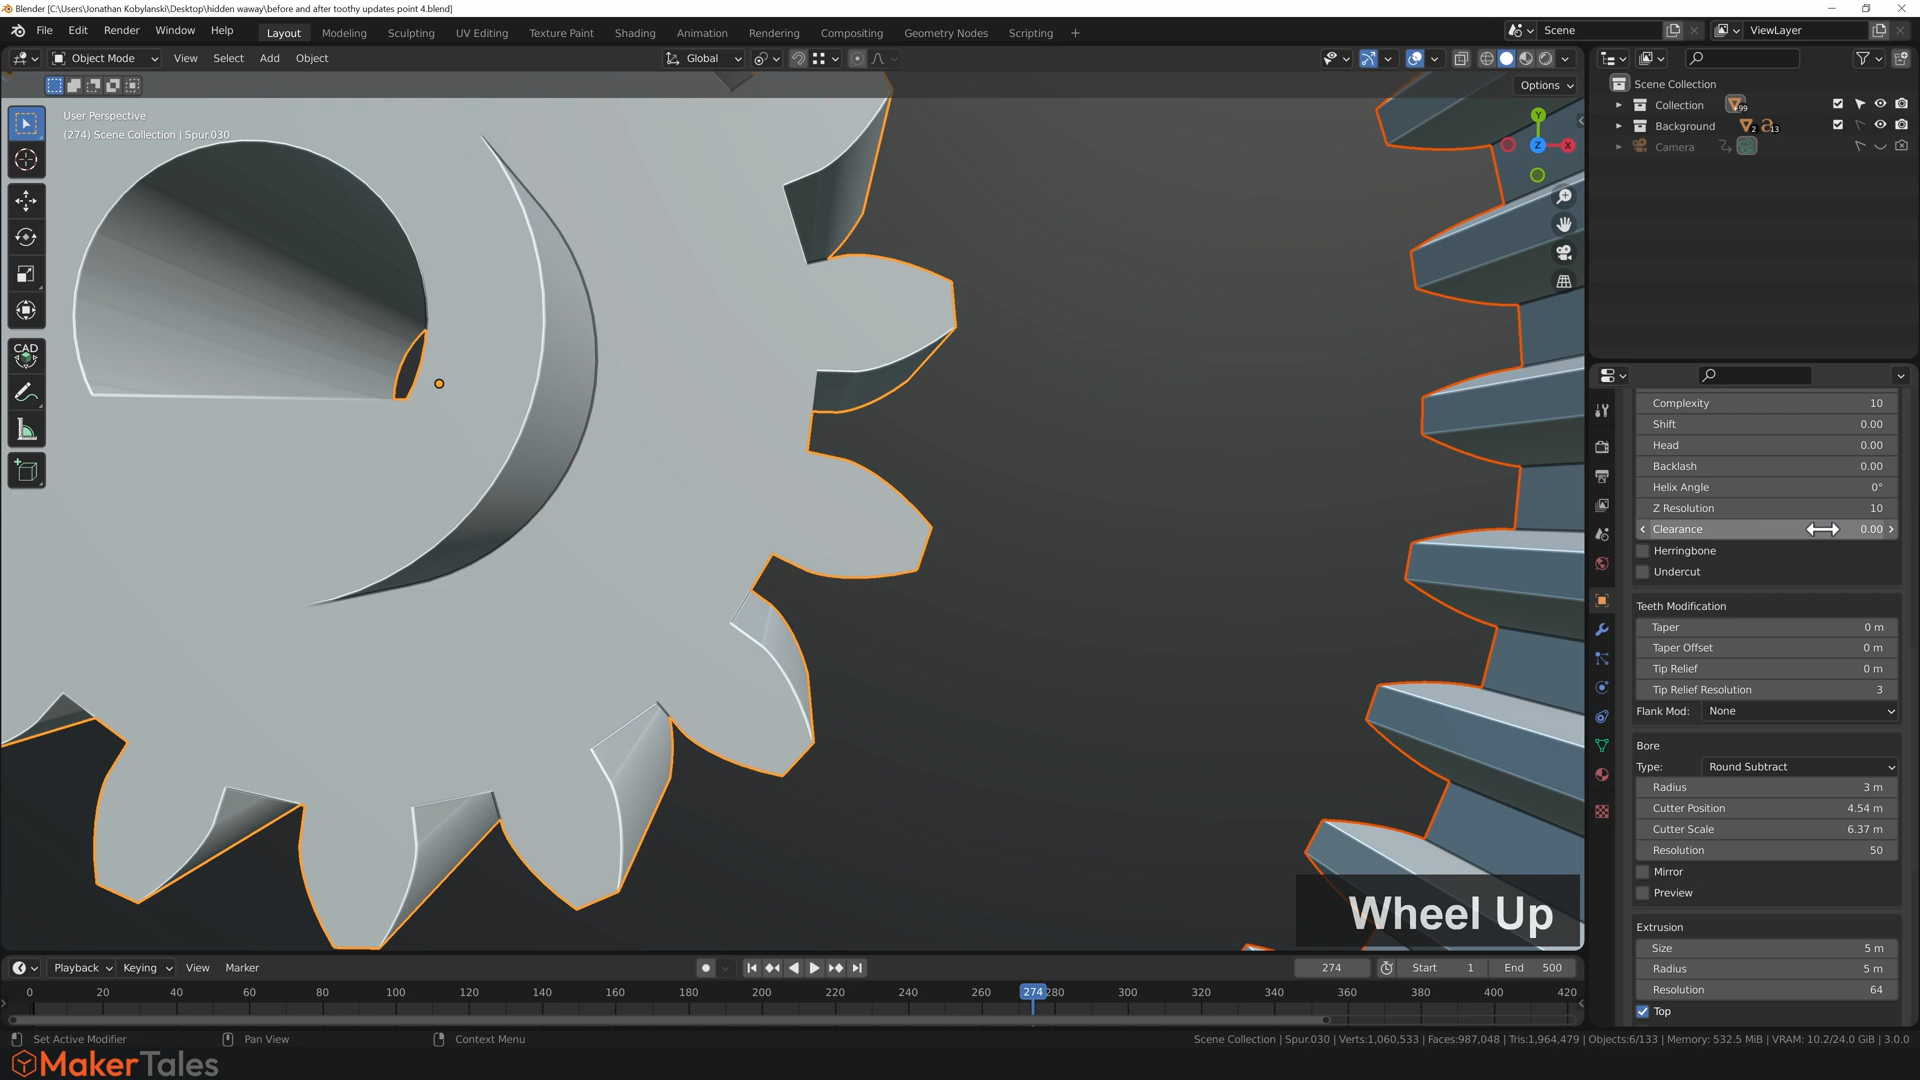 Blender [C:\Users\Jonathan Kobylanski\Desktop\hidden waway\before and after toothy updates point 4.blend]
File Edit Render Window Help Layout Modeling Sculpting UV Editing Texture Paint Shading Animation Rendering Compositing Geometry Nodes Scripting + Scene ViewLayer
Object Mode View Select Add Object Global
Options
User Perspective
(274) Scene Collection | Spur.030
CAD
Y
Z
X
Scene Collection
Collection 99
Background 2 13
Camera
Complexity 10
Shift 0.00
Head 0.00
Backlash 0.00
Helix Angle 0°
Z Resolution 10
Clearance 0.00
Herringbone
Undercut
Teeth Modification
Taper 0 m
Taper Offset 0 m
Tip Relief 0 m
Tip Relief Resolution 3
Flank Mod: None
Bore
Type: Round Subtract
Radius 3 m
Cutter Position 4.54 m
Cutter Scale 6.37 m
Resolution 50
Mirror
Preview
Extrusion
Size 5 m
Radius 5 m
Resolution 64
Top
Wheel Up
Playback Keying View Marker 274 Start 1 End 500
0 20 40 60 80 100 120 140 160 180 200 220 240 260 274 280 300 320 340 360 380 400 420
Set Active Modifier Pan View Context Menu Scene Collection | Spur.030 | Verts:1,060,533 | Faces:987,048 | Tris:1,964,479 | Objects:6/133 | Memory: 532.5 MiB | VRAM: 10.2/24.0 GiB | 3.0.0
MakerTales